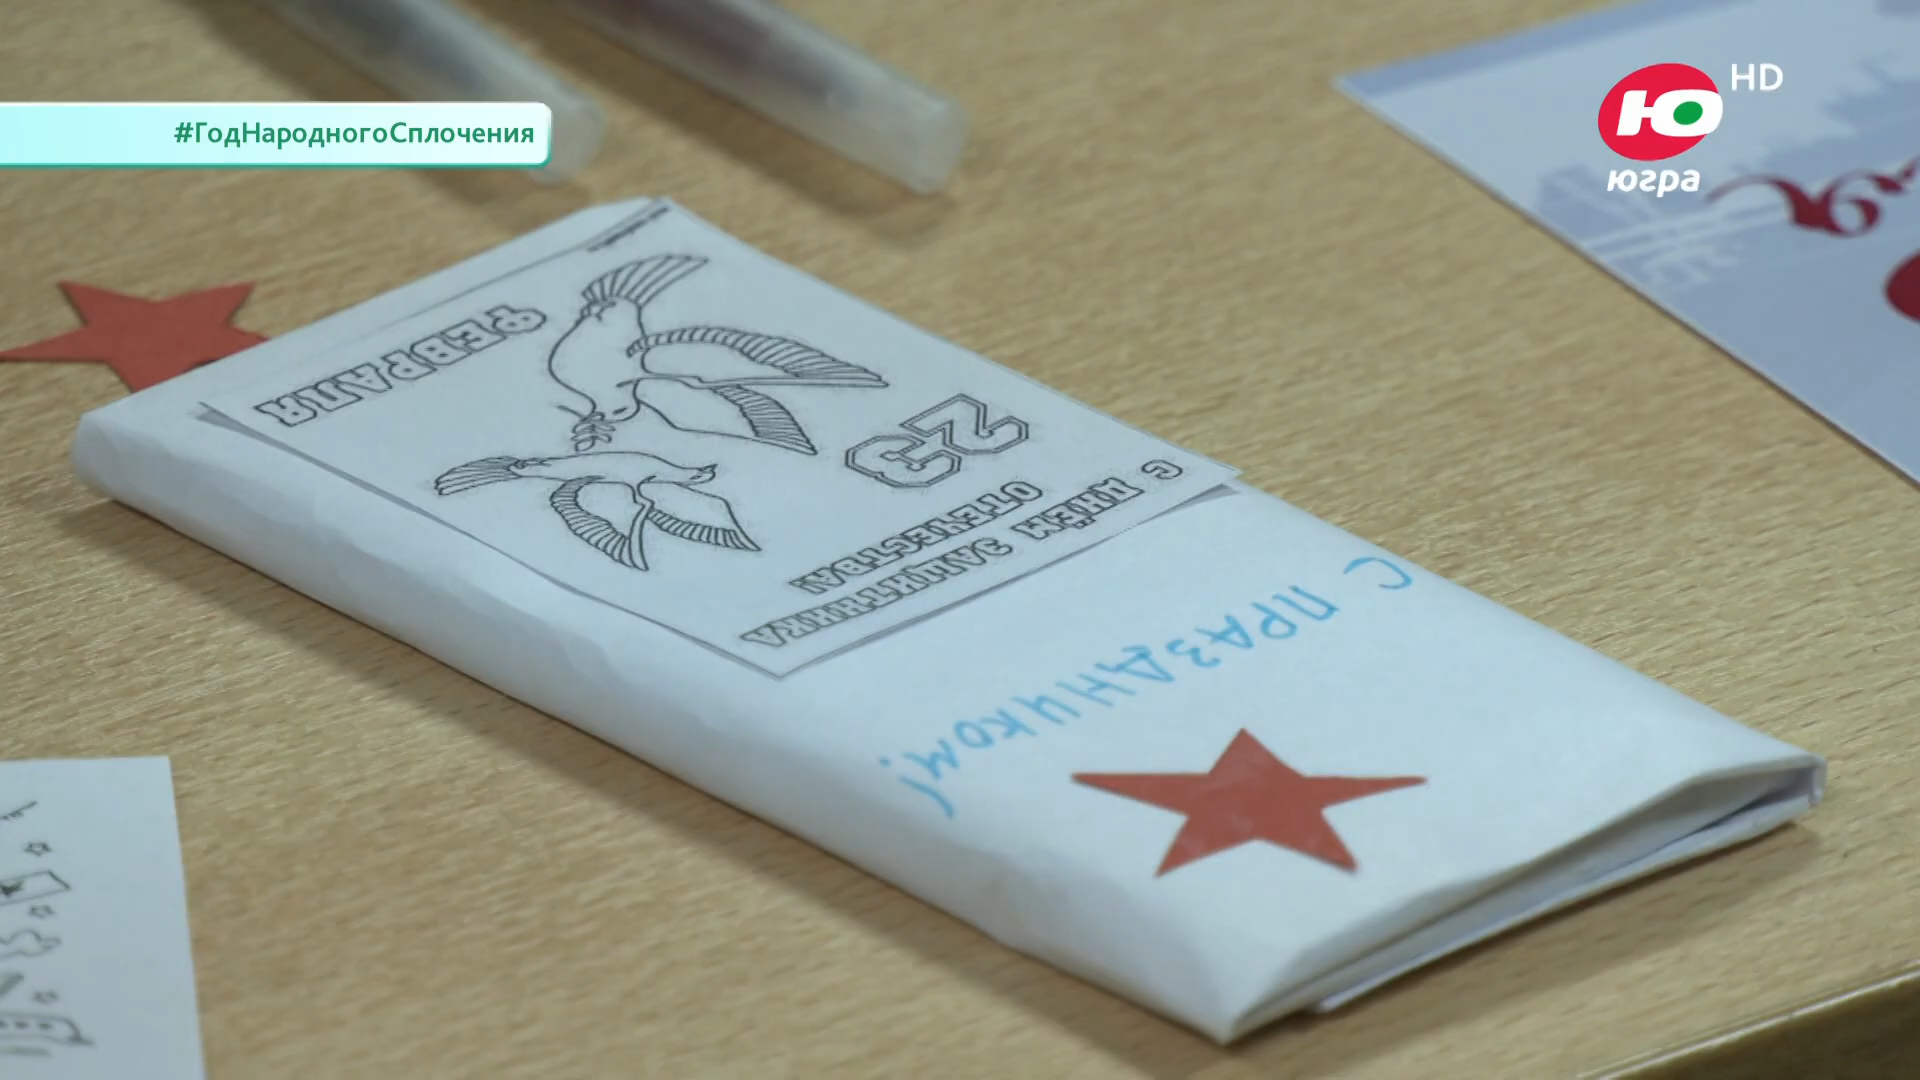 #ГодНародногоСплочения
HD
Ю
югра
С ДНЁМ ЗАЩИТНИКА
ОТЕЧЕСТВА!
23
ФЕВРАЛЯ
С ПРАЗДНИКОМ!